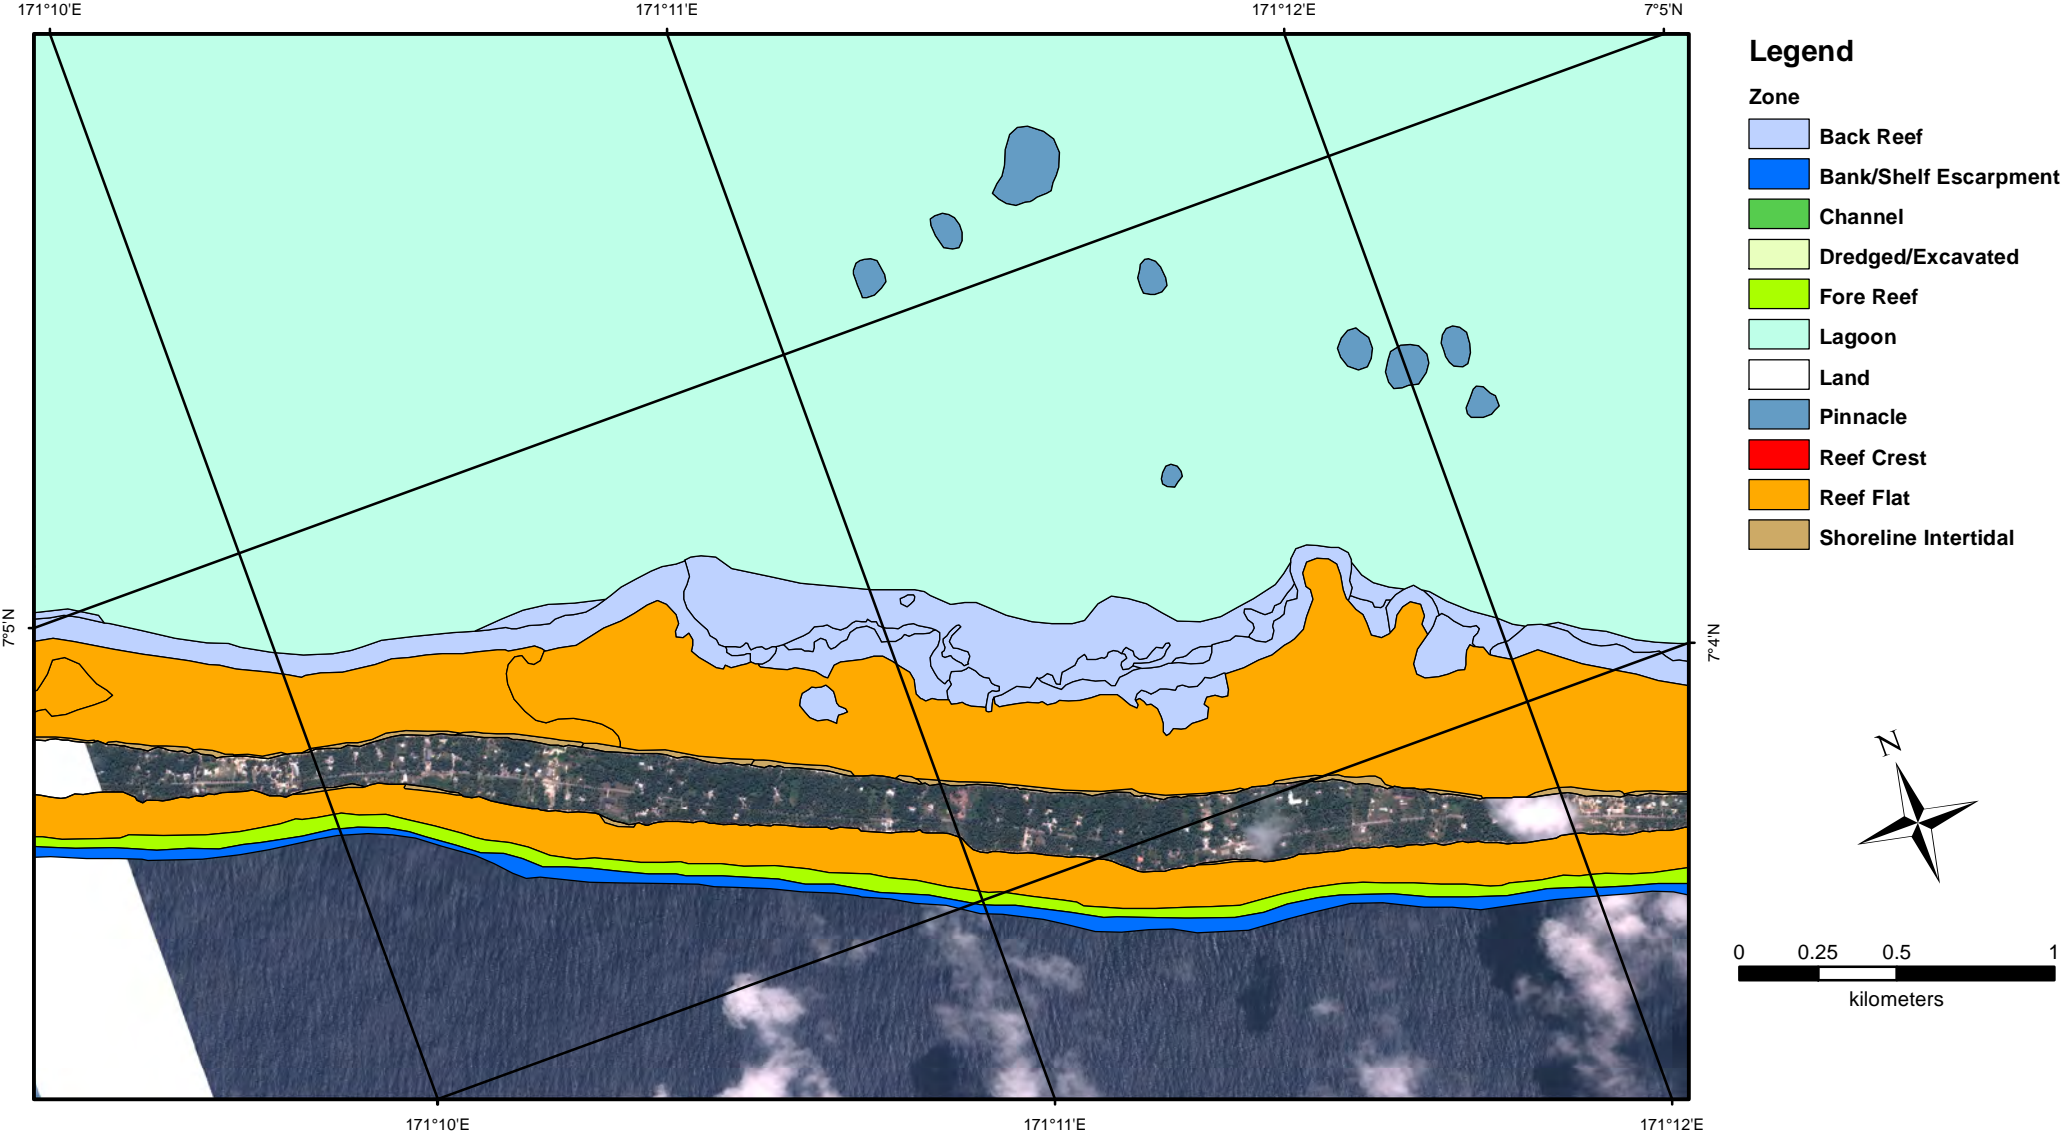 171°10'E
171°11'E
171°12'E
7°5'N
Legend
Zone
Back Reef
Bank/Shelf Escarpment
Channel
Dredged/Excavated
Fore Reef
Lagoon
Land
Pinnacle
Reef Crest
Reef Flat
Shoreline Intertidal
7°5'N
7°4'N
N
0 0.25 0.5 1
kilometers
171°10'E
171°11'E
171°12'E